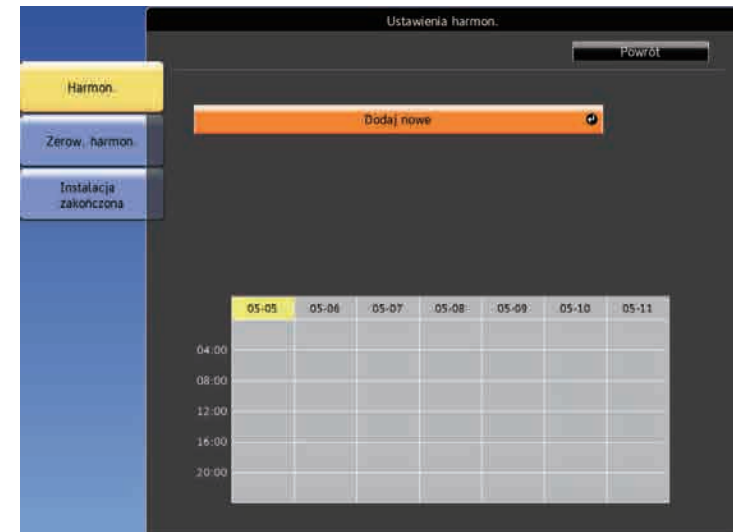 Ustawienia harmon.
Powrót
Harmon.
Dodaj nowe
Zerow. harmon.
Instalacja
zakończona
05-05 05-06 05-07 05-08 05-09 05-10 05-11
04:00
08:00
12:00
16:00
20:00